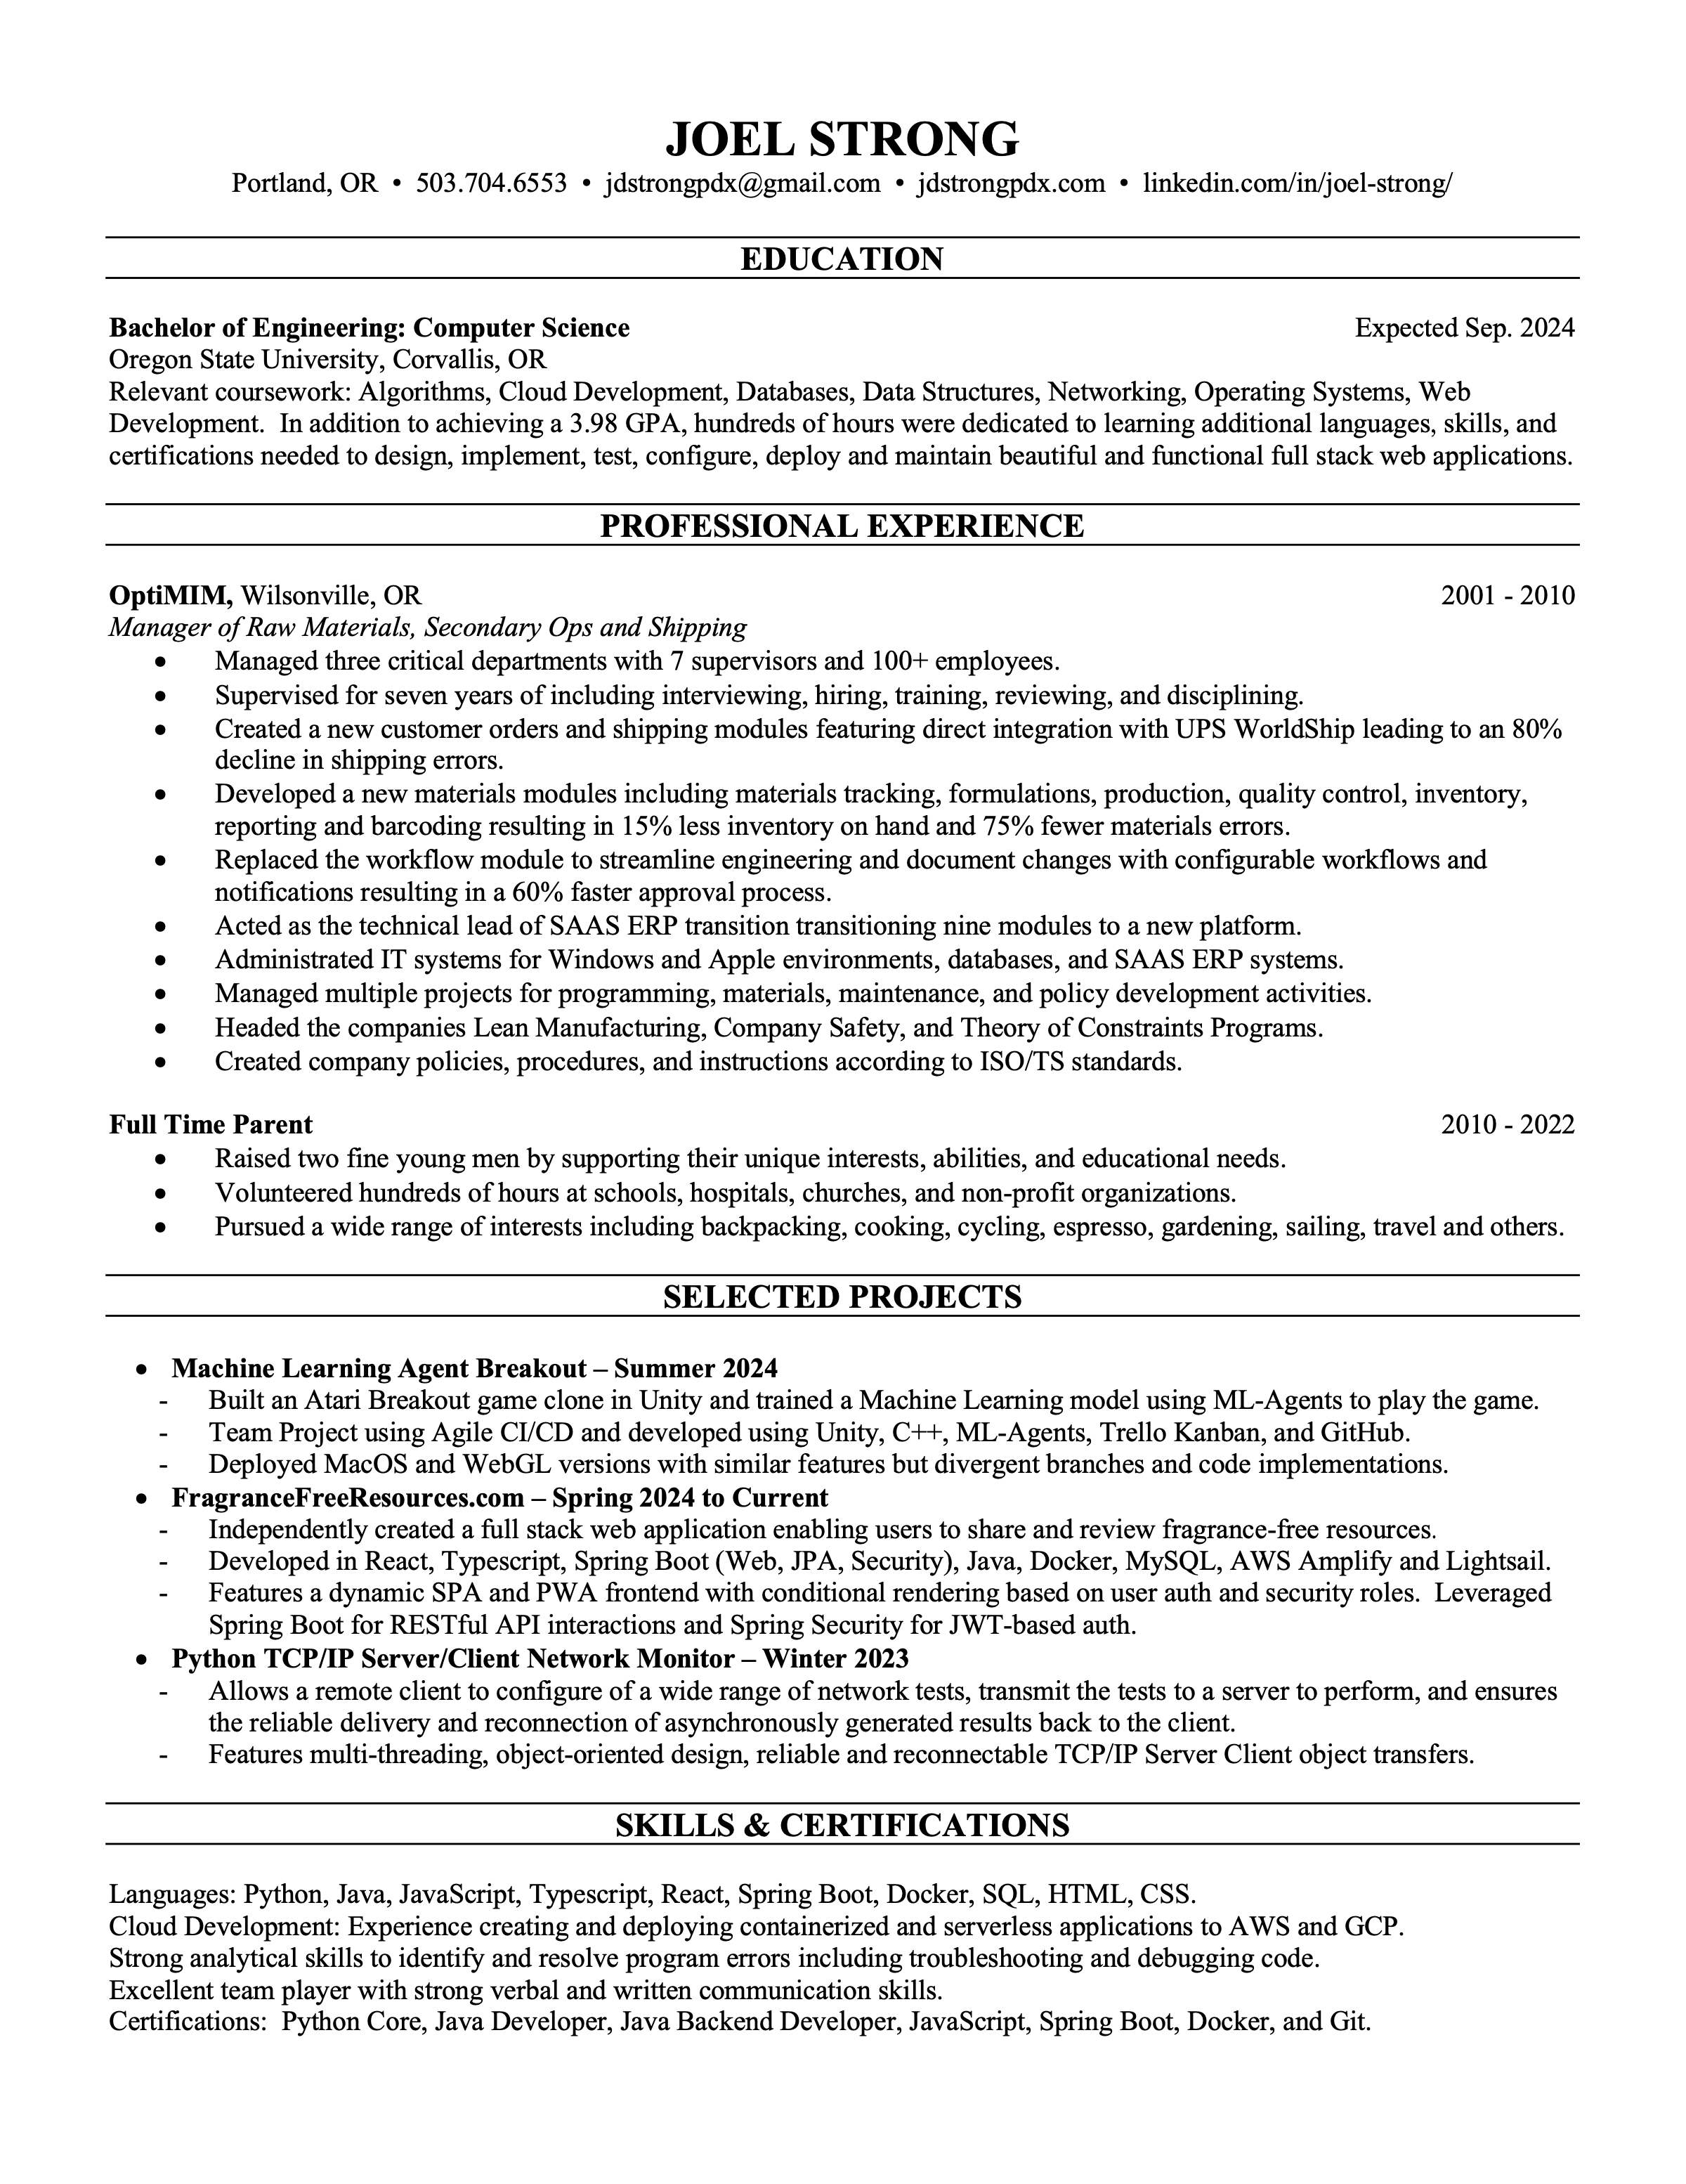 JOEL STRONG
Portland, OR • 503.704.6553 • jdstrongpdx@gmail.com • jdstrongpdx.com • linkedin.com/in/joel-strong/
EDUCATION
Bachelor of Engineering: Computer Science Expected Sep. 2024
Oregon State University, Corvallis, OR
Relevant coursework: Algorithms, Cloud Development, Databases, Data Structures, Networking, Operating Systems, Web
Development.  In addition to achieving a 3.98 GPA, hundreds of hours were dedicated to learning additional languages, skills, and
certifications needed to design, implement, test, configure, deploy and maintain beautiful and functional full stack web applications.
PROFESSIONAL EXPERIENCE
OptiMIM, Wilsonville, OR 2001 - 2010
Manager of Raw Materials, Secondary Ops and Shipping
• Managed three critical departments with 7 supervisors and 100+ employees.
• Supervised for seven years of including interviewing, hiring, training, reviewing, and disciplining.
• Created a new customer orders and shipping modules featuring direct integration with UPS WorldShip leading to an 80%
decline in shipping errors.
• Developed a new materials modules including materials tracking, formulations, production, quality control, inventory,
reporting and barcoding resulting in 15% less inventory on hand and 75% fewer materials errors.
• Replaced the workflow module to streamline engineering and document changes with configurable workflows and
notifications resulting in a 60% faster approval process.
• Acted as the technical lead of SAAS ERP transition transitioning nine modules to a new platform.
• Administrated IT systems for Windows and Apple environments, databases, and SAAS ERP systems.
• Managed multiple projects for programming, materials, maintenance, and policy development activities.
• Headed the companies Lean Manufacturing, Company Safety, and Theory of Constraints Programs.
• Created company policies, procedures, and instructions according to ISO/TS standards.
Full Time Parent 2010 - 2022
• Raised two fine young men by supporting their unique interests, abilities, and educational needs.
• Volunteered hundreds of hours at schools, hospitals, churches, and non-profit organizations.
• Pursued a wide range of interests including backpacking, cooking, cycling, espresso, gardening, sailing, travel and others.
SELECTED PROJECTS
• Machine Learning Agent Breakout – Summer 2024
- Built an Atari Breakout game clone in Unity and trained a Machine Learning model using ML-Agents to play the game.
- Team Project using Agile CI/CD and developed using Unity, C++, ML-Agents, Trello Kanban, and GitHub.
- Deployed MacOS and WebGL versions with similar features but divergent branches and code implementations.
• FragranceFreeResources.com – Spring 2024 to Current
- Independently created a full stack web application enabling users to share and review fragrance-free resources.
- Developed in React, Typescript, Spring Boot (Web, JPA, Security), Java, Docker, MySQL, AWS Amplify and Lightsail.
- Features a dynamic SPA and PWA frontend with conditional rendering based on user auth and security roles.  Leveraged
Spring Boot for RESTful API interactions and Spring Security for JWT-based auth.
• Python TCP/IP Server/Client Network Monitor – Winter 2023
- Allows a remote client to configure of a wide range of network tests, transmit the tests to a server to perform, and ensures
the reliable delivery and reconnection of asynchronously generated results back to the client.
- Features multi-threading, object-oriented design, reliable and reconnectable TCP/IP Server Client object transfers.
SKILLS & CERTIFICATIONS
Languages: Python, Java, JavaScript, Typescript, React, Spring Boot, Docker, SQL, HTML, CSS.
Cloud Development: Experience creating and deploying containerized and serverless applications to AWS and GCP.
Strong analytical skills to identify and resolve program errors including troubleshooting and debugging code.
Excellent team player with strong verbal and written communication skills.
Certifications:  Python Core, Java Developer, Java Backend Developer, JavaScript, Spring Boot, Docker, and Git.